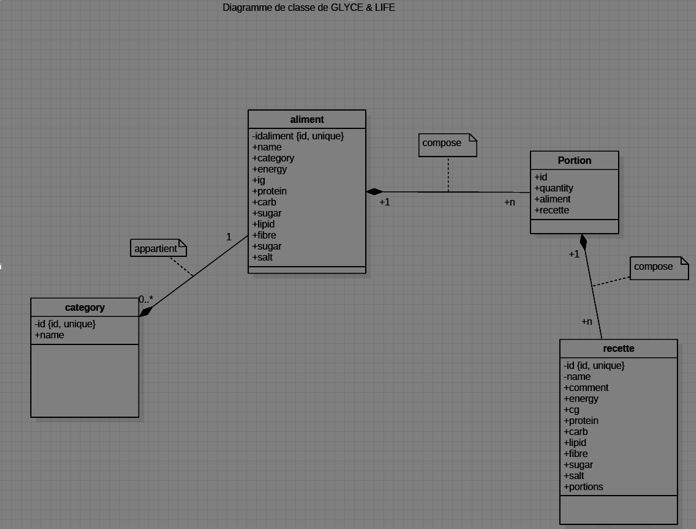 Diagramme de classe de GLYCE & LIFE
aliment
-idaliment {id, unique}
+name
+category
+energy
+ig
+protein
+carb
+sugar
+lipid
+fibre
+sugar
+salt
compose
+1
+n
Portion
+id
+quantity
+aliment
+recette
appartient
1
0..*
category
-id {id, unique}
+name
+1
compose
+n
recette
-id {id, unique}
-name
+comment
+energy
+cg
+protein
+carb
+lipid
+fibre
+sugar
+salt
+portions